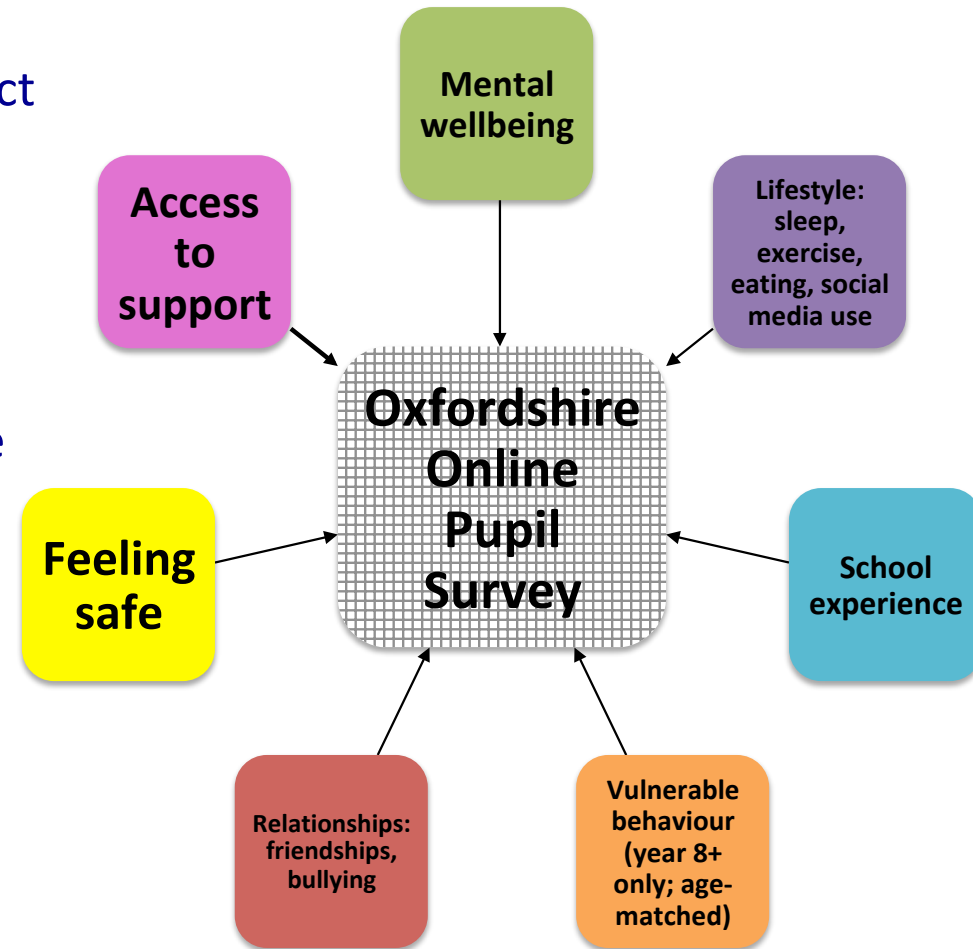 ct
Mental
wellbeing
Access
to
support
Lifestyle:
sleep,
exercise,
eating, social
media use
Oxfordshire
Online
Pupil
Survey
Feeling
safe
School
experience
Relationships:
friendships,
bullying
Vulnerable
behaviour
(year 8+
only; age-
matched)